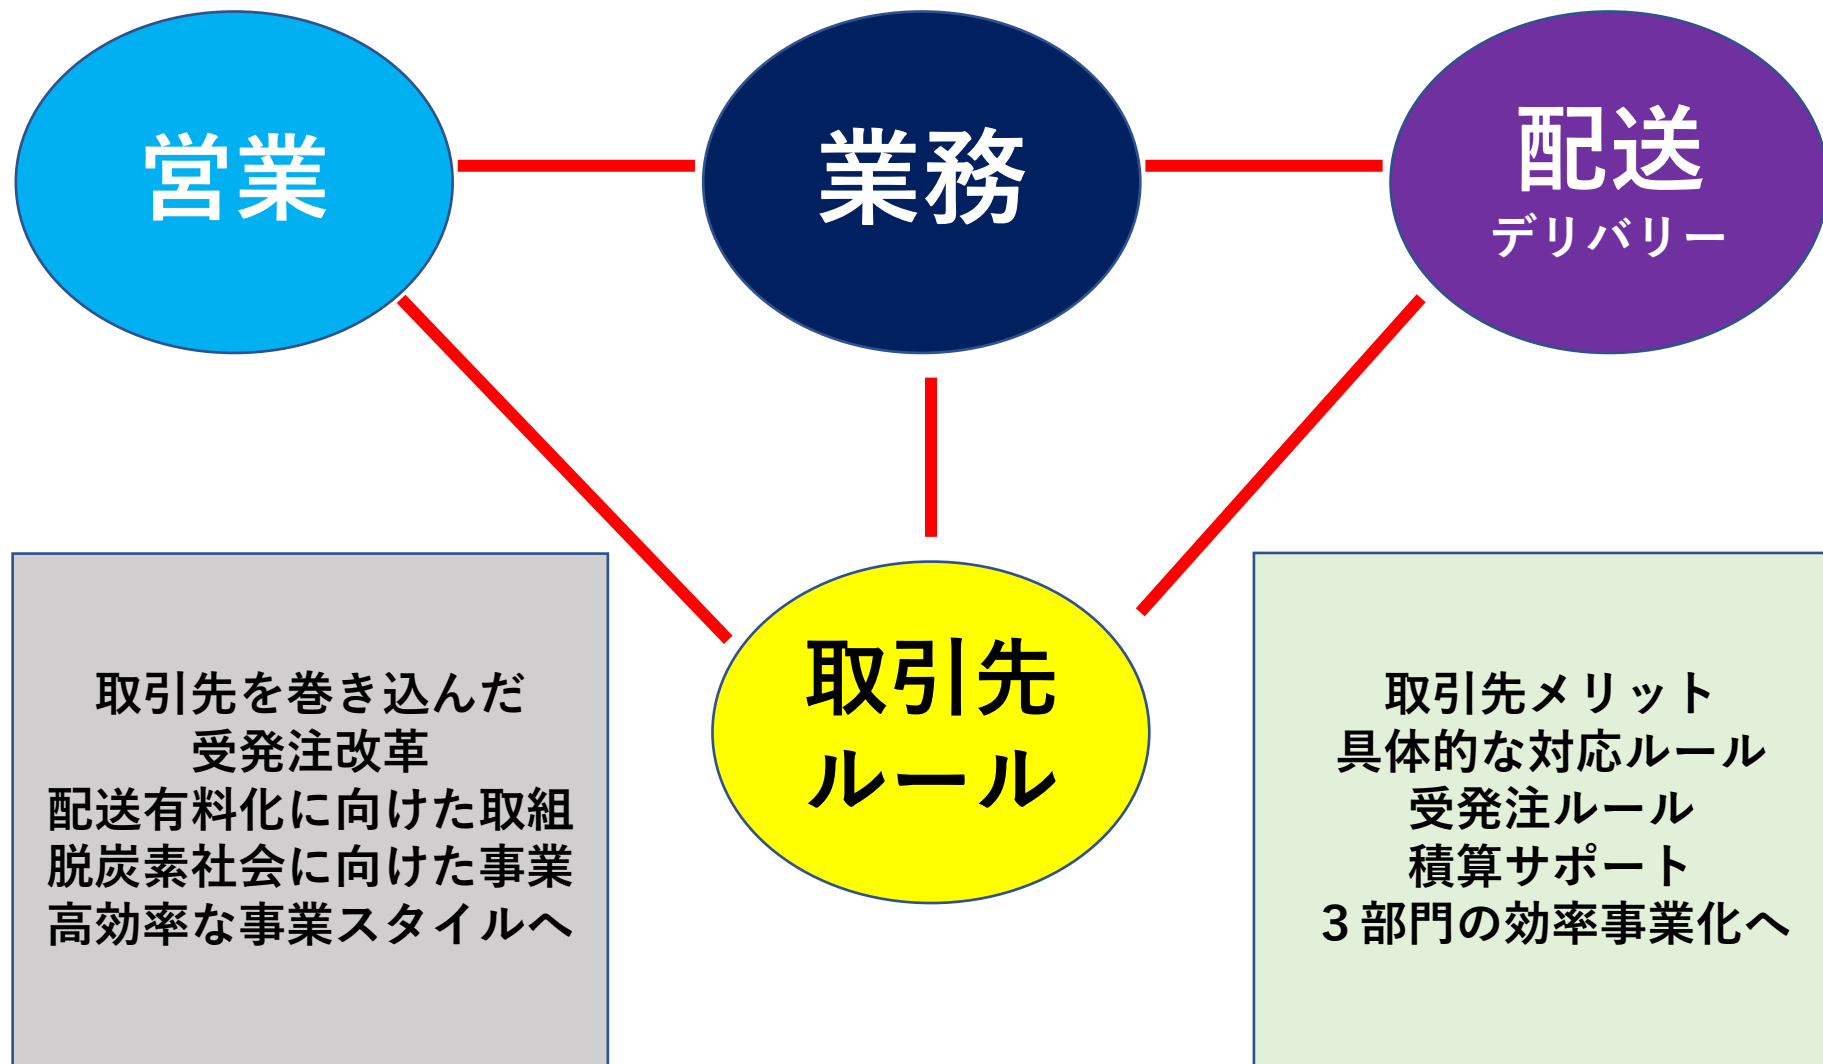 営業
業務
配送
デリバリー
取引先
ルール
取引先を巻き込んだ
受発注改革
配送有料化に向けた取組
脱炭素社会に向けた事業
高効率な事業スタイルへ
取引先メリット
具体的な対応ルール
受発注ルール
積算サポート
３部門の効率事業化へ